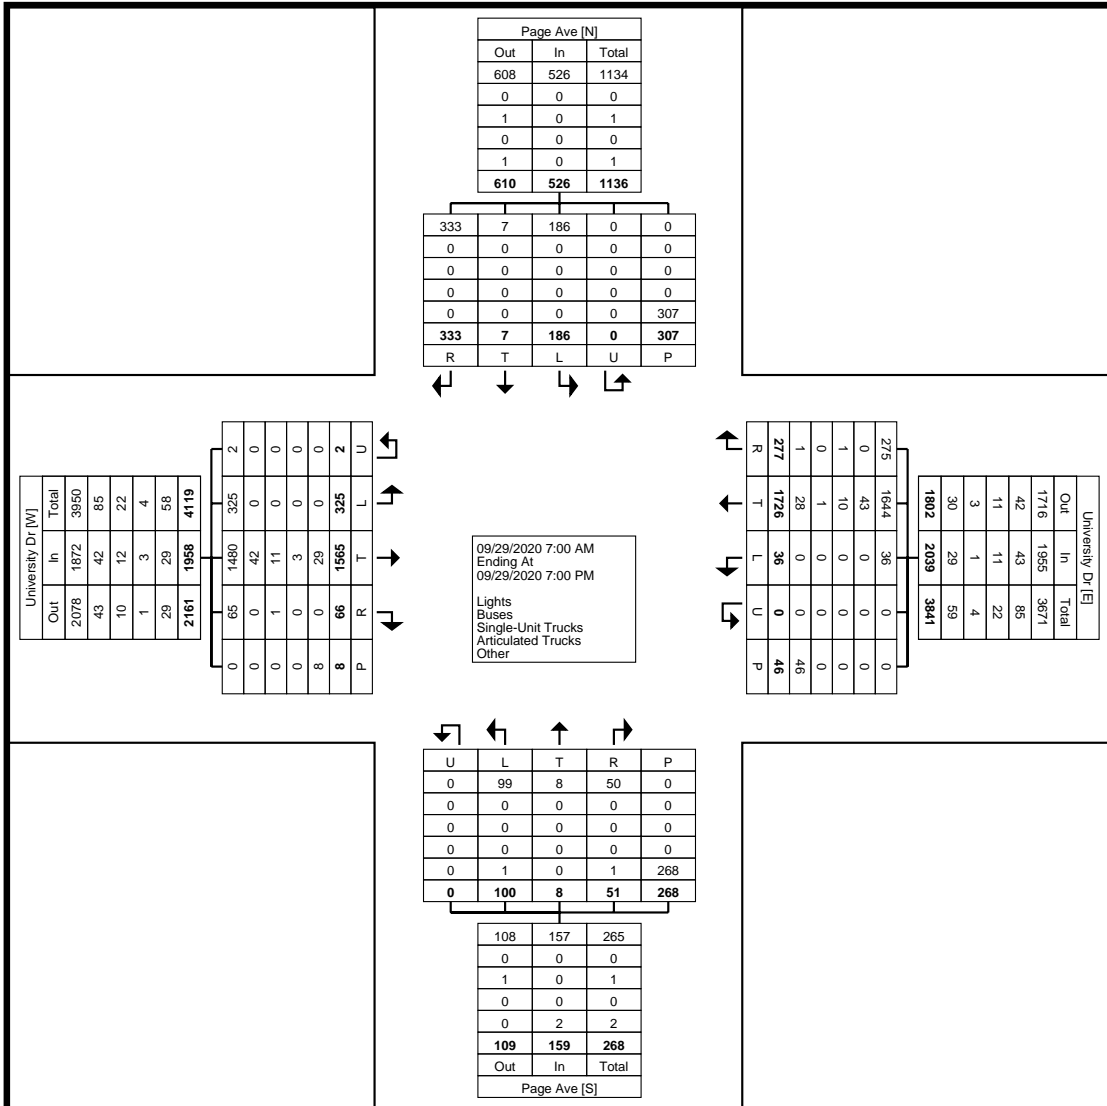 Page Ave [N]
Out In Total
608 526 1134
0 0 0
1 0 1
0 0 0
1 0 1
610 526 1136
333 7 186 0 0
0 0 0 0 0
0 0 0 0 0
0 0 0 0 0
0 0 0 0 307
333 7 186 0 307
R T L U P
University Dr [W]
Total In Out
3950 1872 2078
85 42 43
22 12 10
4 3 1
58 29 29
4119 1958 2161
2 325 1480 65 0
0 0 42 0 0
0 0 11 1 0
0 0 3 0 0
0 0 29 0 8
2 325 1565 66 8
U L T R P
09/29/2020 7:00 AM
Ending At
09/29/2020 7:00 PM
Lights
Buses
Single-Unit Trucks
Articulated Trucks
Other
University Dr [E]
Out In Total
1716 1955 3671
42 43 85
11 11 22
3 1 4
30 29 59
1802 2039 3841
275 1644 36 0 0
0 43 0 0 0
1 10 0 0 0
0 1 0 0 0
1 28 0 0 46
277 1726 36 0 46
R T L U P
U L T R P
0 99 8 50 0
0 0 0 0 0
0 0 0 0 0
0 0 0 0 0
0 1 0 1 268
0 100 8 51 268
108 157 265
0 0 0
1 0 1
0 0 0
0 2 2
109 159 268
Out In Total
Page Ave [S]